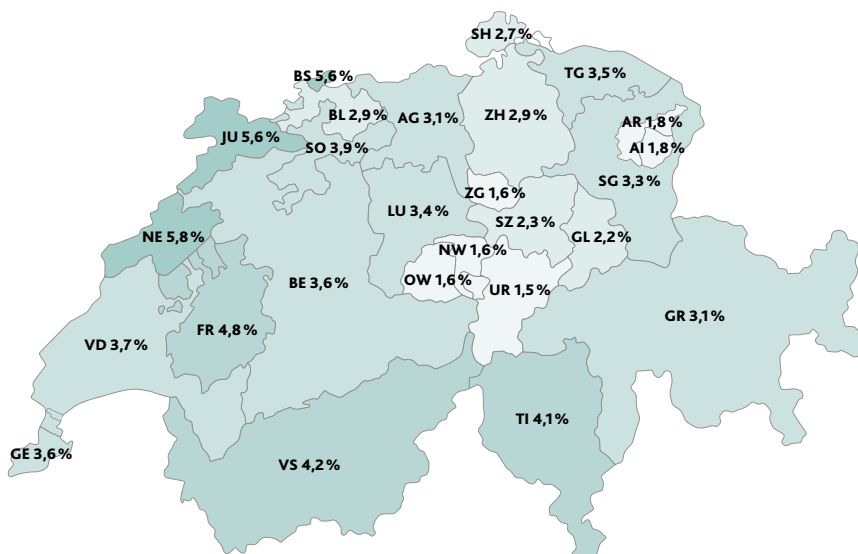 SH 2,7 %
BS 5,6 %
TG 3,5 %
BL 2,9 %
AG 3,1 %
ZH 2,9 %
AR 1,8 %
JU 5,6 %
SO 3,9 %
AI 1,8 %
SG 3,3 %
ZG 1,6 %
LU 3,4 %
SZ 2,3 %
NE 5,8 %
GL 2,2 %
NW 1,6 %
BE 3,6 %
OW 1,6 %
UR 1,5 %
GR 3,1 %
FR 4,8 %
VD 3,7 %
TI 4,1 %
GE 3,6 %
VS 4,2 %